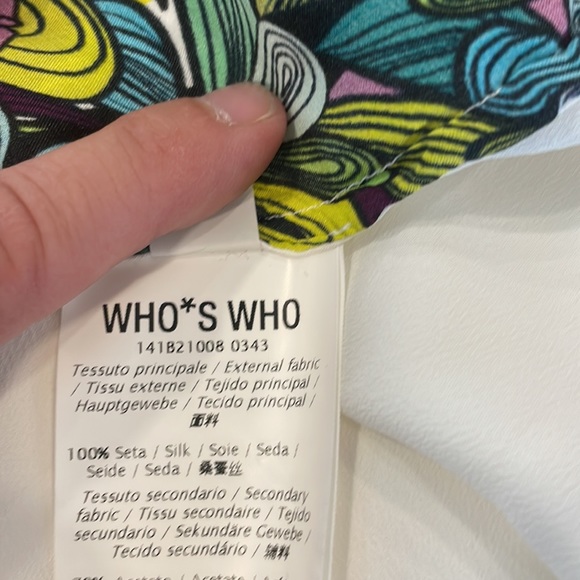 WHO*S WHO
141B21008 0343
Tessuto principale / External fabric
/ Tissu externe / Tejido principal /
Hauptgewebe / Tecido principal /
面料
100% Seta / Silk / Soie / Seda /
Seide / Seda / 桑蚕丝
Tessuto secondario / Secondary
fabric / Tissu secondaire / Tejido
secundario / Sekundäre Gewebe /
Tecido secundário / 辅料